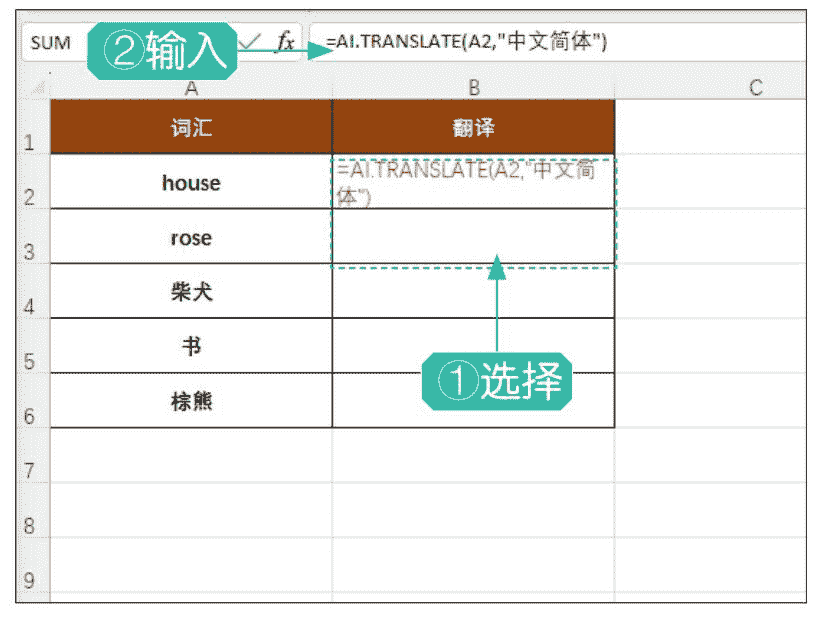 SUM ②输入 fx =AI.TRANSLATE(A2,"中文简体")
A B C
1 词汇 翻译
2 house =AI.TRANSLATE(A2,"中文简
体")
3 rose
4 柴犬
5 书
①选择
6 棕熊
7
8
9